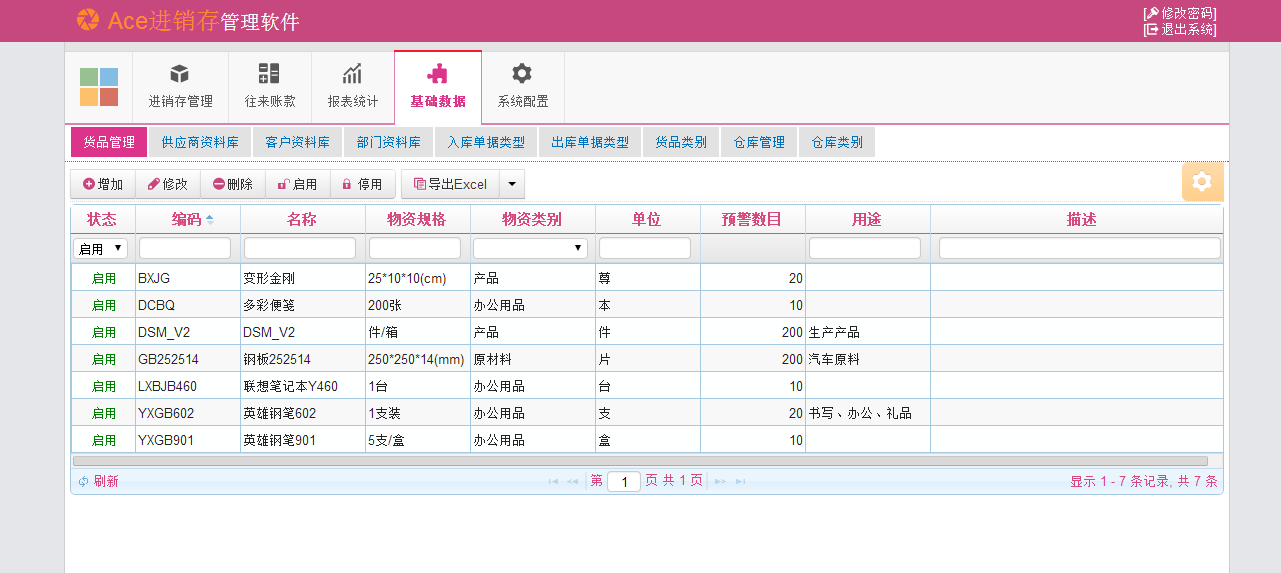 Ace进销存管理软件
[修改密码]
[退出系统]
进销存管理 往来账款 报表统计 基础数据 系统配置
货品管理 供应商资料库 客户资料库 部门资料库 入库单据类型 出库单据类型 货品类别 仓库管理 仓库类别
增加 修改 删除 启用 停用 导出Excel
状态 编码 名称 物资规格 物资类别 单位 预警数目 用途 描述
启用
启用 BXJG 变形金刚 25*10*10(cm) 产品 尊 20
启用 DCBQ 多彩便笺 200张 办公用品 本 10
启用 DSM_V2 DSM_V2 件/箱 产品 件 200 生产产品
启用 GB252514 钢板252514 250*250*14(mm) 原材料 片 200 汽车原料
启用 LXBJB460 联想笔记本Y460 1台 办公用品 台 10
启用 YXGB602 英雄钢笔602 1支装 办公用品 支 20 书写、办公、礼品
启用 YXGB901 英雄钢笔901 5支/盒 办公用品 盒 10
刷新 第 1 页 共 1 页 显示 1 - 7 条记录, 共 7 条